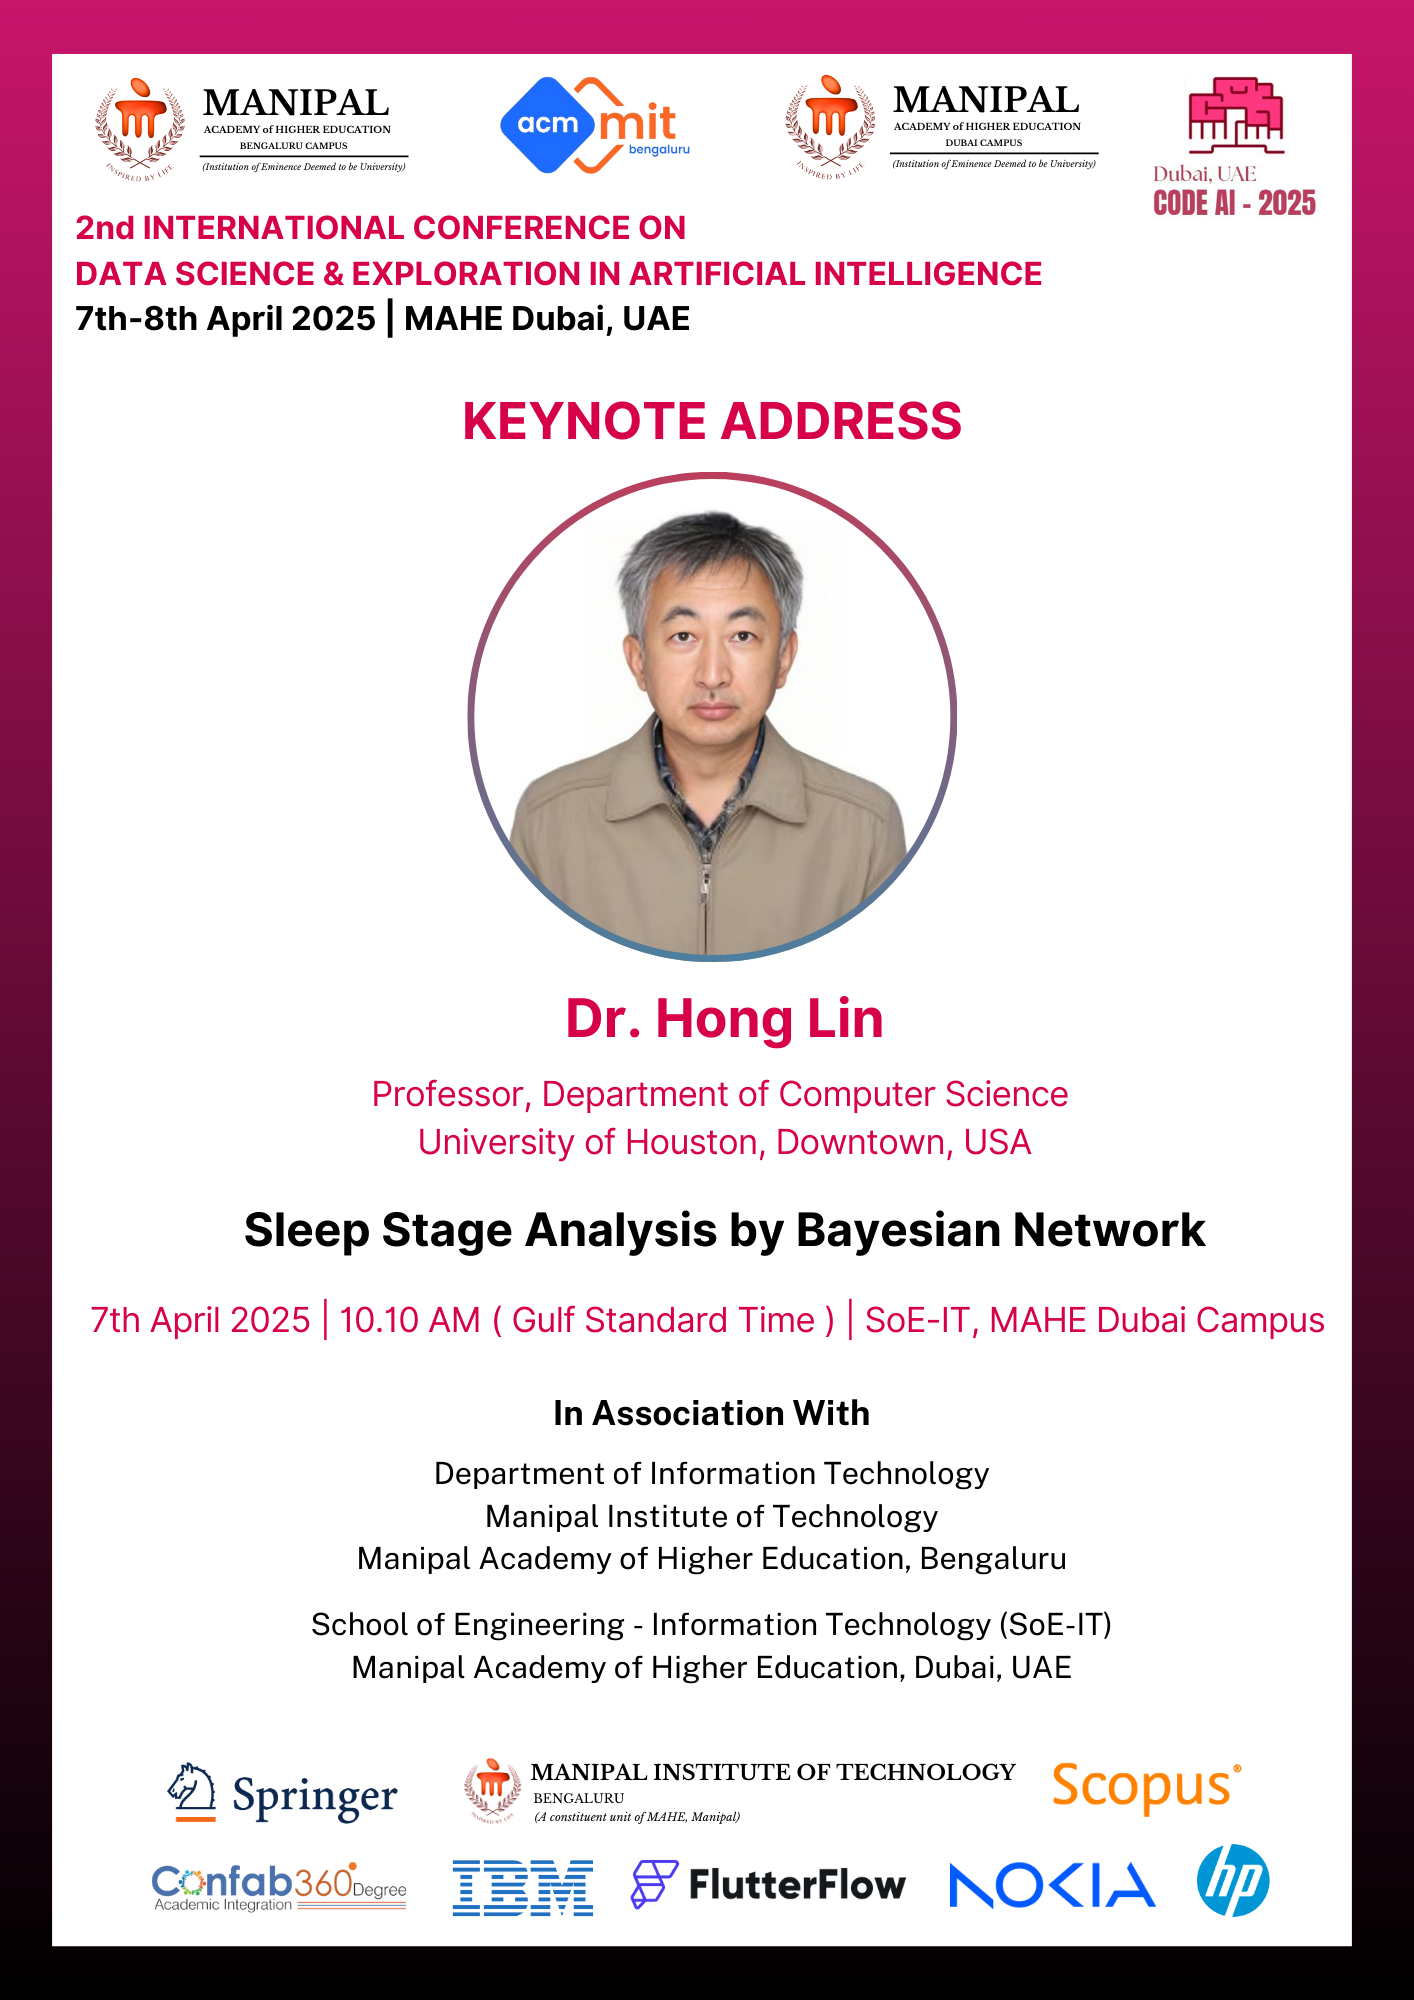 MANIPAL
ACADEMY of HIGHER EDUCATION
BENGALURU CAMPUS
(Institution of Eminence Deemed to be University)
INSPIRED BY LIFE
acm mit
bengaluru
MANIPAL
ACADEMY of HIGHER EDUCATION
DUBAI CAMPUS
(Institution of Eminence Deemed to be University)
INSPIRED BY LIFE
Dubai, UAE
CODE AI - 2025
2nd INTERNATIONAL CONFERENCE ON
DATA SCIENCE & EXPLORATION IN ARTIFICIAL INTELLIGENCE
7th-8th April 2025 | MAHE Dubai, UAE
KEYNOTE ADDRESS
Dr. Hong Lin
Professor, Department of Computer Science
University of Houston, Downtown, USA
Sleep Stage Analysis by Bayesian Network
7th April 2025 | 10.10 AM ( Gulf Standard Time ) | SoE-IT, MAHE Dubai Campus
In Association With
Department of Information Technology
Manipal Institute of Technology
Manipal Academy of Higher Education, Bengaluru
School of Engineering - Information Technology (SoE-IT)
Manipal Academy of Higher Education, Dubai, UAE
Springer
INSPIRED BY LIFE
MANIPAL INSTITUTE OF TECHNOLOGY
BENGALURU
(A constituent unit of MAHE, Manipal)
Scopus®
Confab360°Degree
Academic Integration
IBM
FlutterFlow
NOKIA
hp